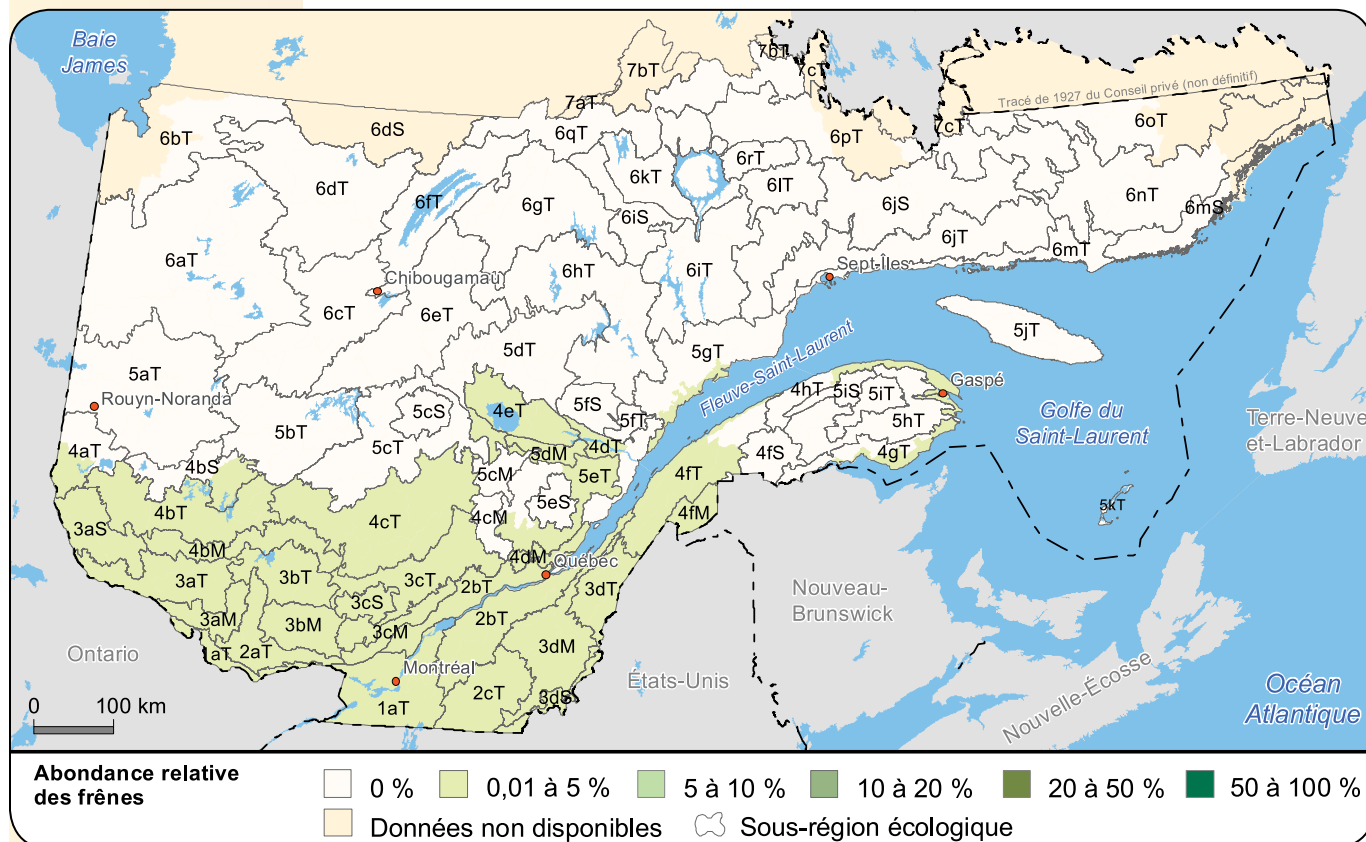 Baie
James
7bT
7bT
7cT
7aT
Tracé de 1927 du Conseil privé (non définitif)
6bT
6dS
6qT
6pT
7cT
6oT
6dT
6fT
6kT
6rT
6lT
6gT
6iS
6jS
6nT
6mS
6aT
6jT
6mT
6hT
6iT
Sept-Îles
Chibougamau
6cT
6eT
5jT
5dT
5gT
Fleuve-Saint-Laurent
5aT
Rouyn-Noranda
4hT
5iS
5iT
Gaspé
5cS
4eT
5fS
5fT
5hT
Golfe du
Saint-Laurent
Terre-Neuve
et-Labrador
5bT
5cT
4aT
4bS
5dM
4dT
4fS
4gT
5cM
5eT
4fT
5eS
5kT
4bT
4cT
4cM
4fM
3aS
4bM
4dM
Québec
3aT
3bT
3cT
2bT
3dT
Nouveau-
Brunswick
3cS
3aM
3bM
3cM
2bT
1aT
2aT
3dM
Ontario
Montréal
États-Unis
Nouvelle-Écosse
Océan
Atlantique
2cT
3dS
1aT
0
100 km
Abondance relative
des frênes
0 %
0,01 à 5 %
5 à 10 %
10 à 20 %
20 à 50 %
50 à 100 %
Données non disponibles
Sous-région écologique